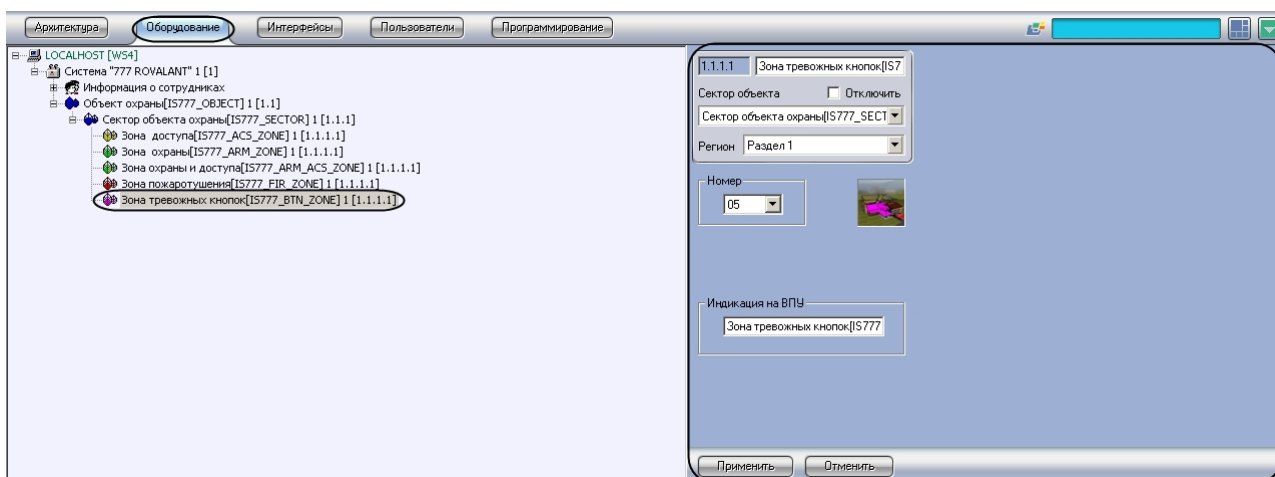 Архитектура Оборудование Интерфейсы Пользователи Программирование
LOCALHOST [WS4]
Система "777 ROVALANT" 1 [1]
Информация о сотрудниках
Объект охраны[IS777_OBJECT] 1 [1.1]
Сектор объекта охраны[IS777_SECTOR] 1 [1.1.1]
Зона доступа[IS777_ACS_ZONE] 1 [1.1.1.1]
Зона охраны[IS777_ARM_ZONE] 1 [1.1.1.1]
Зона охраны и доступа[IS777_ARM_ACS_ZONE] 1 [1.1.1.1]
Зона пожаротушения[IS777_FIR_ZONE] 1 [1.1.1.1]
Зона тревожных кнопок[IS777_BTN_ZONE] 1 [1.1.1.1]
1.1.1.1 Зона тревожных кнопок[IS7
Сектор объекта Отключить
Сектор объекта охраны[IS777_SECT
Регион Раздел 1
Номер
05
Индикация на ВПУ
Зона тревожных кнопок[IS777
Применить Отменить